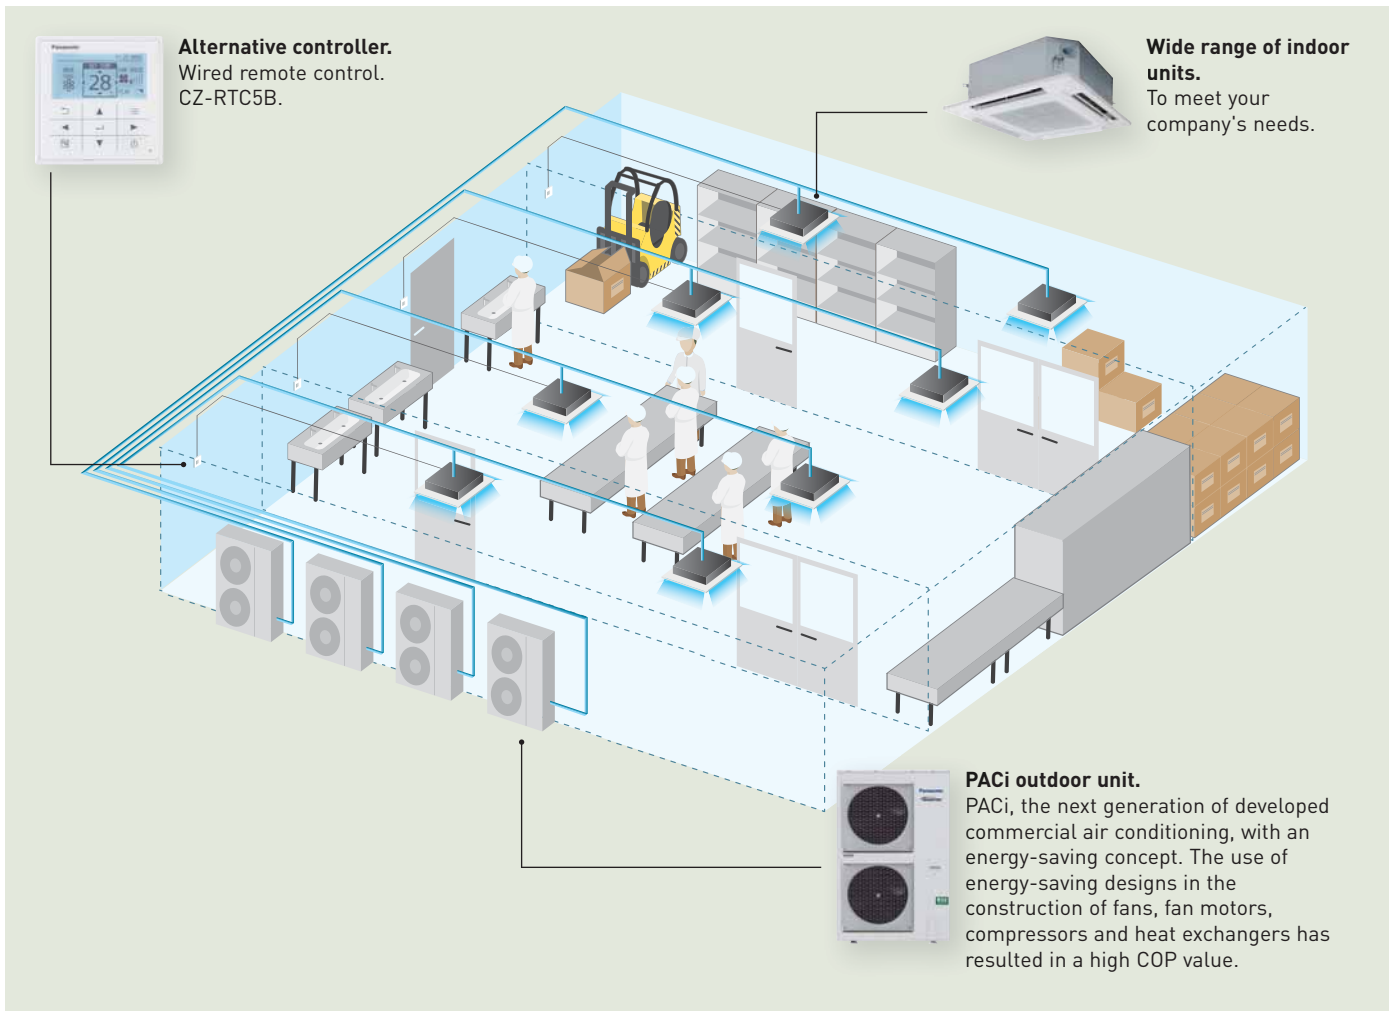 Panasonic
28
Alternative controller.
Wired remote control.
CZ-RTC5B.
Wide range of indoor
units.
To meet your
company's needs.
Panasonic
PACi outdoor unit.
PACi, the next generation of developed
commercial air conditioning, with an
energy-saving concept. The use of
energy-saving designs in the
construction of fans, fan motors,
compressors and heat exchangers has
resulted in a high COP value.